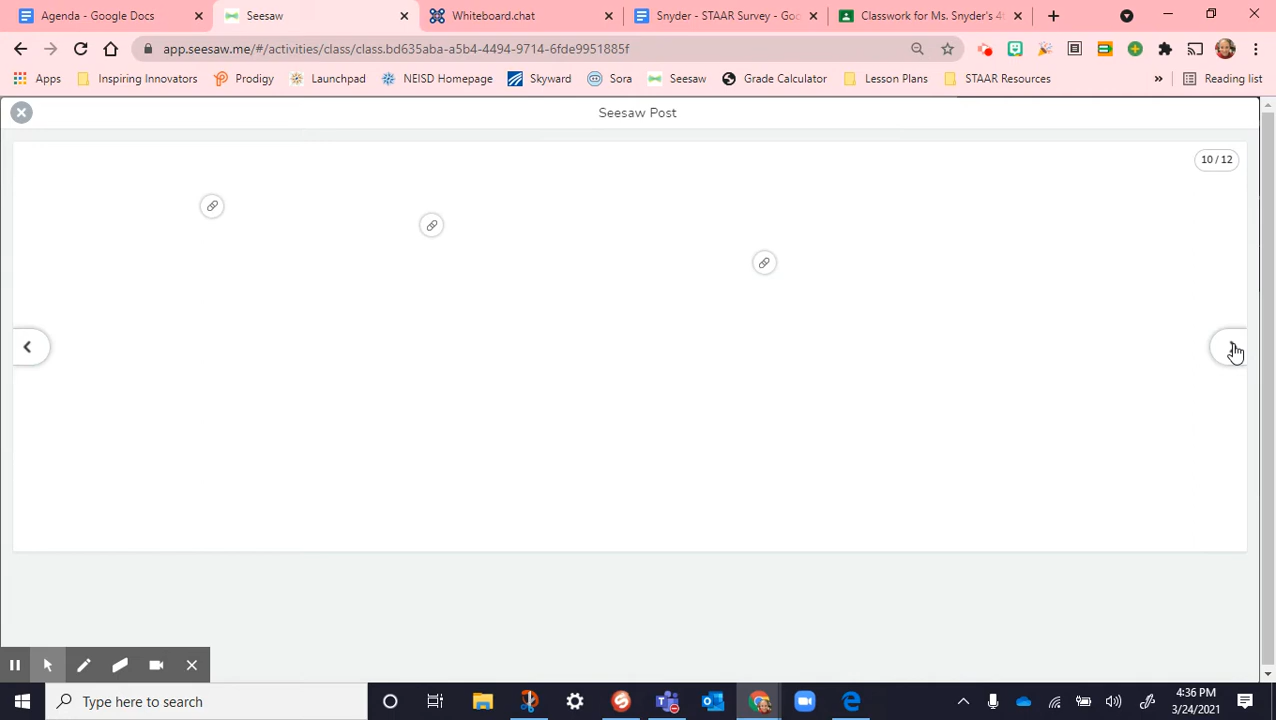 Agenda - Google Docs
Seesaw
Whiteboard.chat
Snyder - STAAR Survey - Goo
Classwork for Ms. Snyder's 4t
app.seesaw.me/#/activities/class/class.bd635aba-a5b4-4494-9714-6fde9951885f
Apps
Inspiring Innovators
Prodigy
Launchpad
NEISD Homepage
Skyward
Sora
Seesaw
Grade Calculator
Lesson Plans
STAAR Resources
»
Reading list
Seesaw Post
10 / 12
Type here to search
4:36 PM
3/24/2021